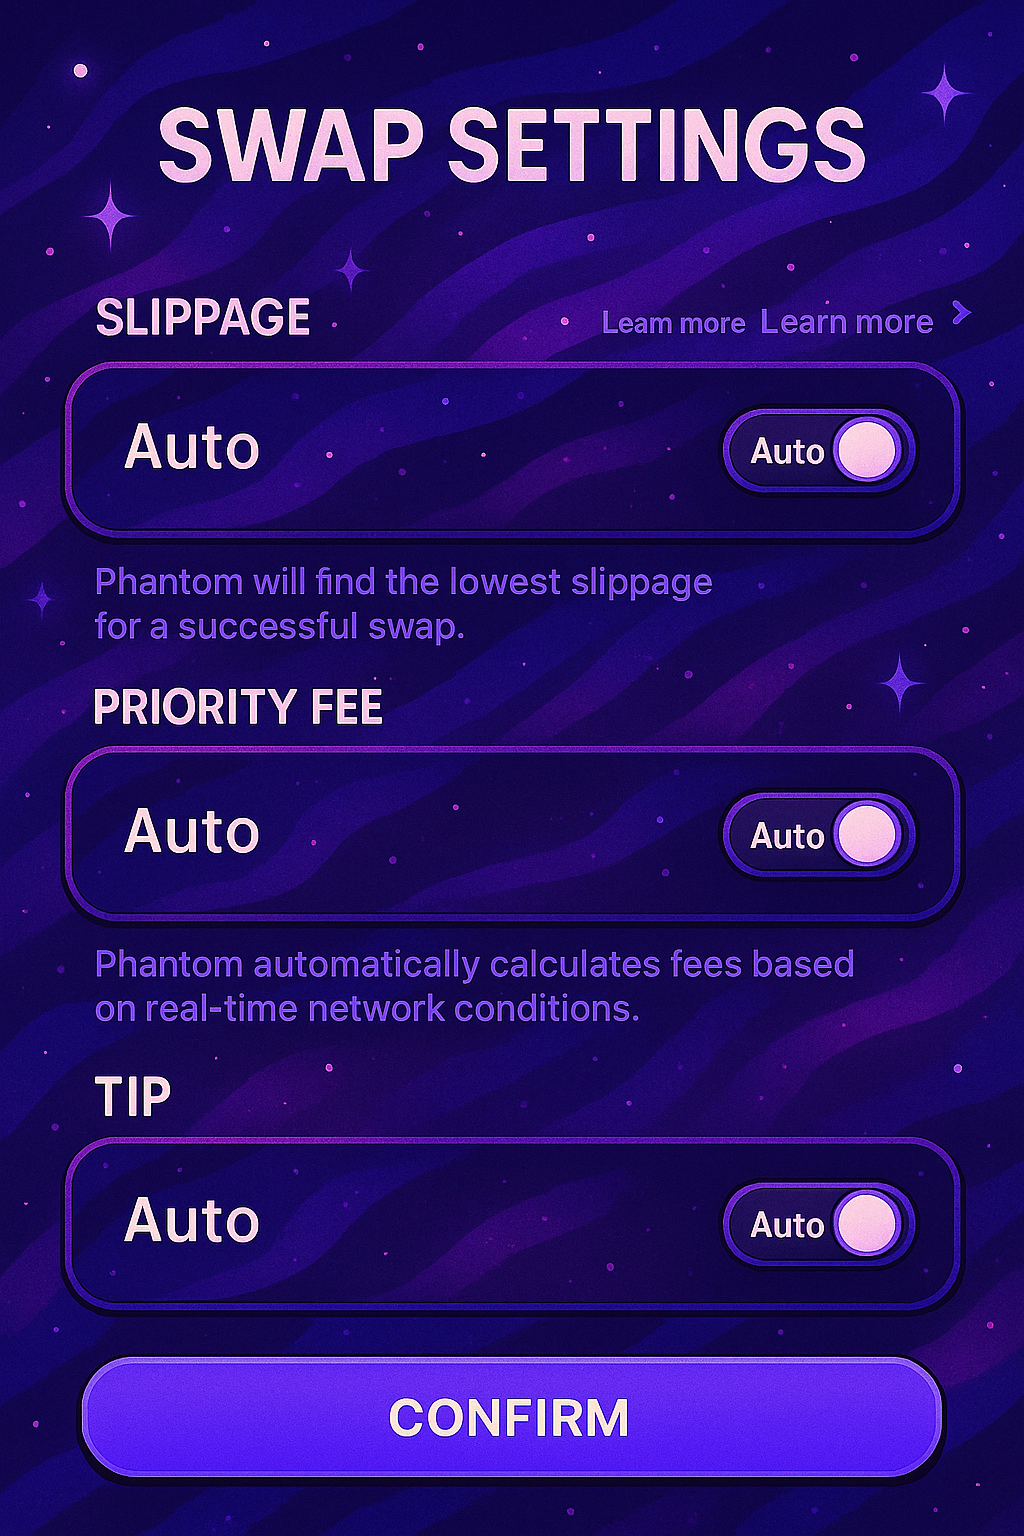 SWAP SETTINGS
SLIPPAGE
Leam more Learn more >
Auto
Auto
Phantom will find the lowest slippage
for a successful swap.
PRIORITY FEE
Auto
Auto
Phantom automatically calculates fees based
on real-time network conditions.
TIP
Auto
Auto
CONFIRM